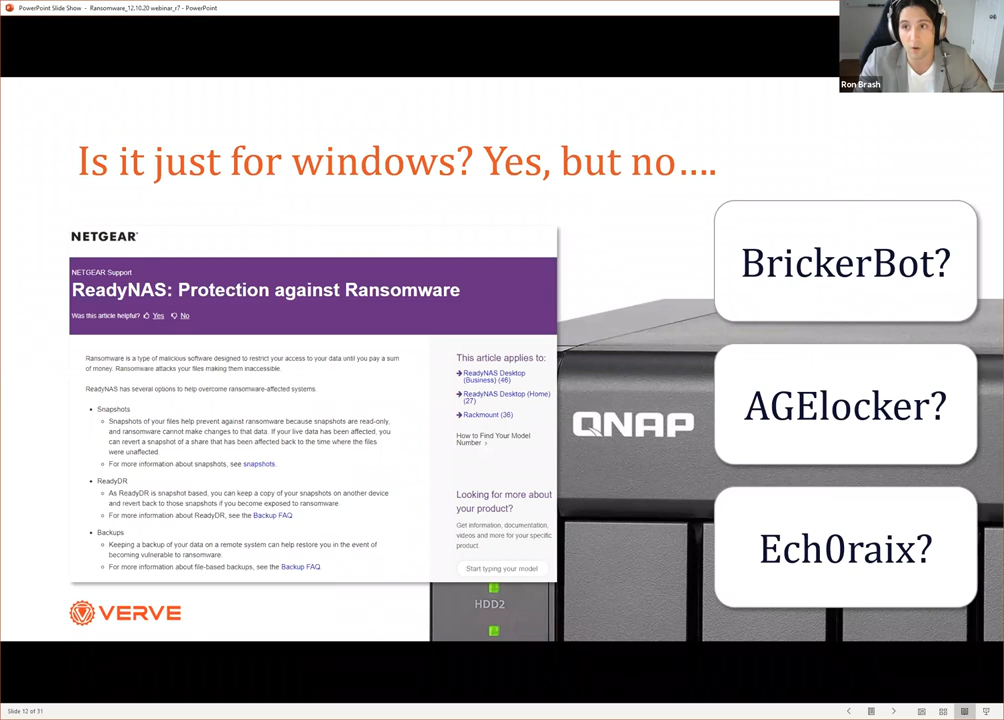 PowerPoint Slide Show - Ransomware_12.10.20 webinar_r7 - PowerPoint
Ron Brash
Is it just for windows? Yes, but no....
NETGEAR
NETGEAR Support
ReadyNAS: Protection against Ransomware
Was this article helpful? Yes No
Ransomware is a type of malicious software designed to restrict your access to your data until you pay a sum
of money. Ransomware attacks your files making them inaccessible.
ReadyNAS has several options to help overcome ransomware-affected systems.
• Snapshots
Snapshots of your files help prevent against ransomware because snapshots are read-only,
and ransomware cannot make changes to that data. If your live data has been affected, you
can revert a snapshot of a share that has been affected back to the time where the files
were unaffected.
For more information about snapshots, see snapshots.
• ReadyDR
As ReadyDR is snapshot based, you can keep a copy of your snapshots on another device
and revert back to those snapshots if you become exposed to ransomware.
For more information about ReadyDR, see the Backup FAQ
• Backups
Keeping a backup of your data on a remote system can help restore you in the event of
becoming vulnerable to ransomware.
For more information about file-based backups, see the Backup FAQ.
This article applies to:
ReadyNAS Desktop
(Business) (46)
ReadyNAS Desktop (Home)
(27)
Rackmount (36)
How to Find Your Model
Number ›
Looking for more about
your product?
Get information, documentation,
videos and more for your specific
product.
Start typing your model
QNAP
HDD2
BrickerBot?
AGElocker?
Ech0raix?
VERVE
Slide 12 of 31